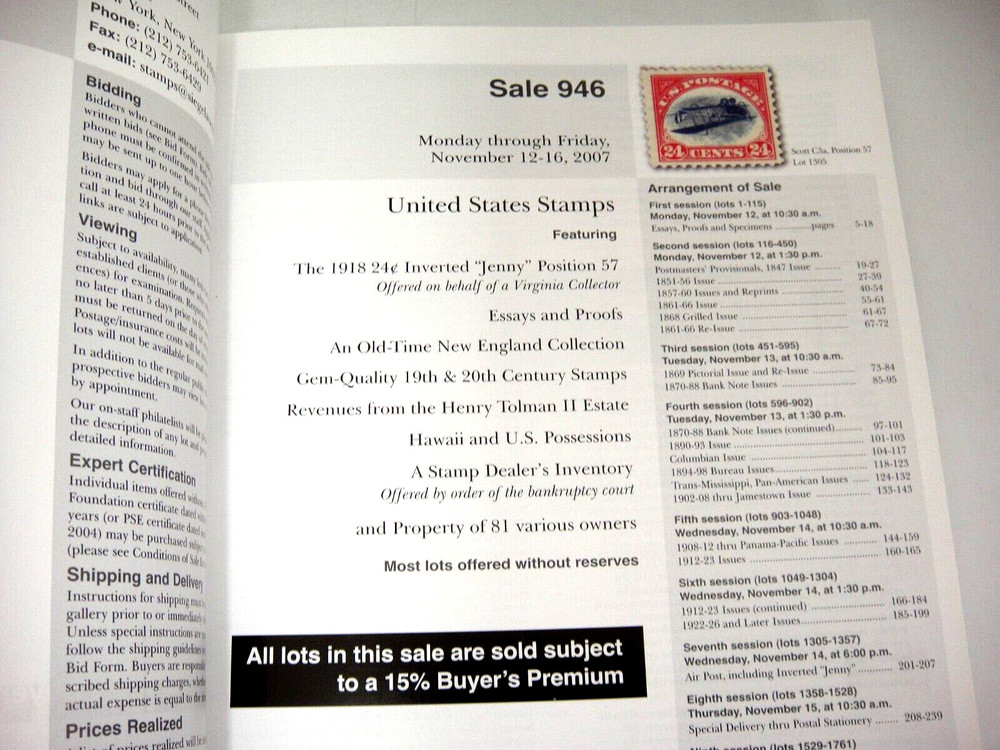 Street
York, New York
Phone: (212) 753-6421
Fax: (212) 753-6429
e-mail: stamps@siegel
Bidding
Bidders who cannot attend the
written bids (see Bid Form).
phone must be confirmed in
may be sent up to one hour before
Bidders may apply for a phone
tion and bid through our
call at least 24 hours prior to
links are subject to application
Viewing
Subject to availability, most lots
established clients (or those
ences) for examination. Requests
no later than 5 days prior to the
must be returned on the day of
Postage/insurance costs will be
lots will not be available for
In addition to the regular public
prospective bidders may view
by appointment.
Our on-staff philatelists will be
the description of any lot and
detailed information.
Expert Certification
Individual items offered without
Foundation certificate dated within
years (or PSE certificate dated
2004) may be purchased subject
(please see Conditions of Sale
Shipping and Delivery
Instructions for shipping must
gallery prior to or immediately
Unless special instructions are
follow the shipping guidelines
Bid Form. Buyers are responsible
scribed shipping charges, whether
actual expense is equal to the
Prices Realized
prices realized will be
Sale 946
Monday through Friday,
November 12-16, 2007
United States Stamps
Featuring
The 1918 24¢ Inverted “Jenny” Position 57
Offered on behalf of a Virginia Collector
Essays and Proofs
An Old-Time New England Collection
Gem-Quality 19th & 20th Century Stamps
Revenues from the Henry Tolman II Estate
Hawaii and U.S. Possessions
A Stamp Dealer’s Inventory
Offered by order of the bankruptcy court
and Property of 81 various owners
Most lots offered without reserves
All lots in this sale are sold subject
to a 15% Buyer’s Premium
U.S. POSTAGE
24 CENTS 24
Scott C3a, Position 57
Lot 1305
Arrangement of Sale
First session (lots 1-115)
Monday, November 12, at 10:30 a.m.
Essays, Proofs and Specimens ............pages 5-18
Second session (lots 116-450)
Monday, November 12, at 1:30 p.m.
Postmasters’ Provisionals, 1847 Issue ........ 19-27
1851-56 Issue ........ 27-39
1857-60 Issues and Reprints ........ 40-54
1861-66 Issue ........ 55-61
1868 Grilled Issue ........ 61-67
1861-66 Re-Issue ........ 67-72
Third session (lots 451-595)
Tuesday, November 13, at 10:30 a.m.
1869 Pictorial Issue and Re-Issue ........ 73-84
1870-88 Bank Note Issues ........ 85-95
Fourth session (lots 596-902)
Tuesday, November 13, at 1:30 p.m.
1870-88 Bank Note Issues (continued)........ 97-101
1890-93 Issue ........ 101-103
Columbian Issue ........ 104-117
1894-98 Bureau Issues........ 118-123
Trans-Mississippi, Pan-American Issues ...... 124-132
1902-08 thru Jamestown Issue ........ 133-143
Fifth session (lots 903-1048)
Wednesday, November 14, at 10:30 a.m.
1908-12 thru Panama-Pacific Issues ........ 144-159
1912-23 Issues ........ 160-165
Sixth session (lots 1049-1304)
Wednesday, November 14, at 1:30 p.m.
1912-23 Issues (continued) ........ 166-184
1922-26 and Later Issues........ 185-199
Seventh session (lots 1305-1357)
Wednesday, November 14, at 6:00 p.m.
Air Post, including Inverted “Jenny” ...... 201-207
Eighth session (lots 1358-1528)
Thursday, November 15, at 10:30 a.m.
Special Delivery thru Postal Stationery ....... 208-239
Ninth session (lots 1529-1761)